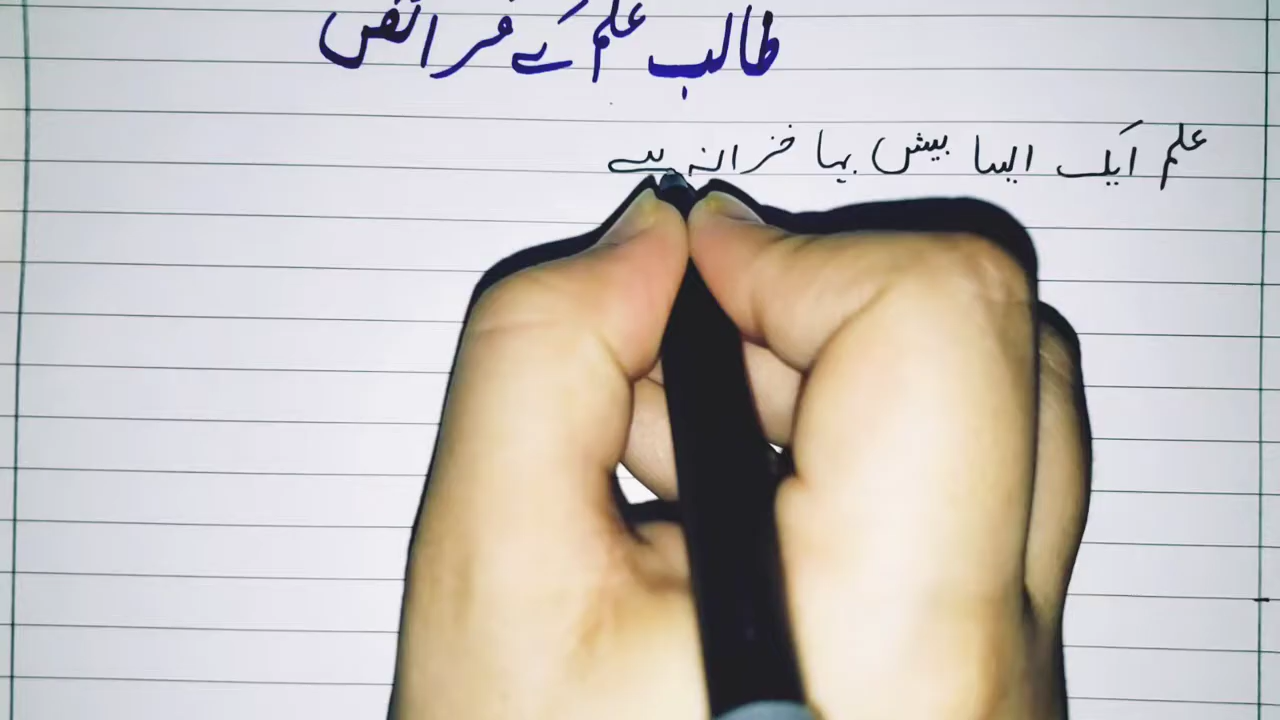 طالب علم کے فرائض
علم ایک ایسا بیش بہا خزانہ ہے